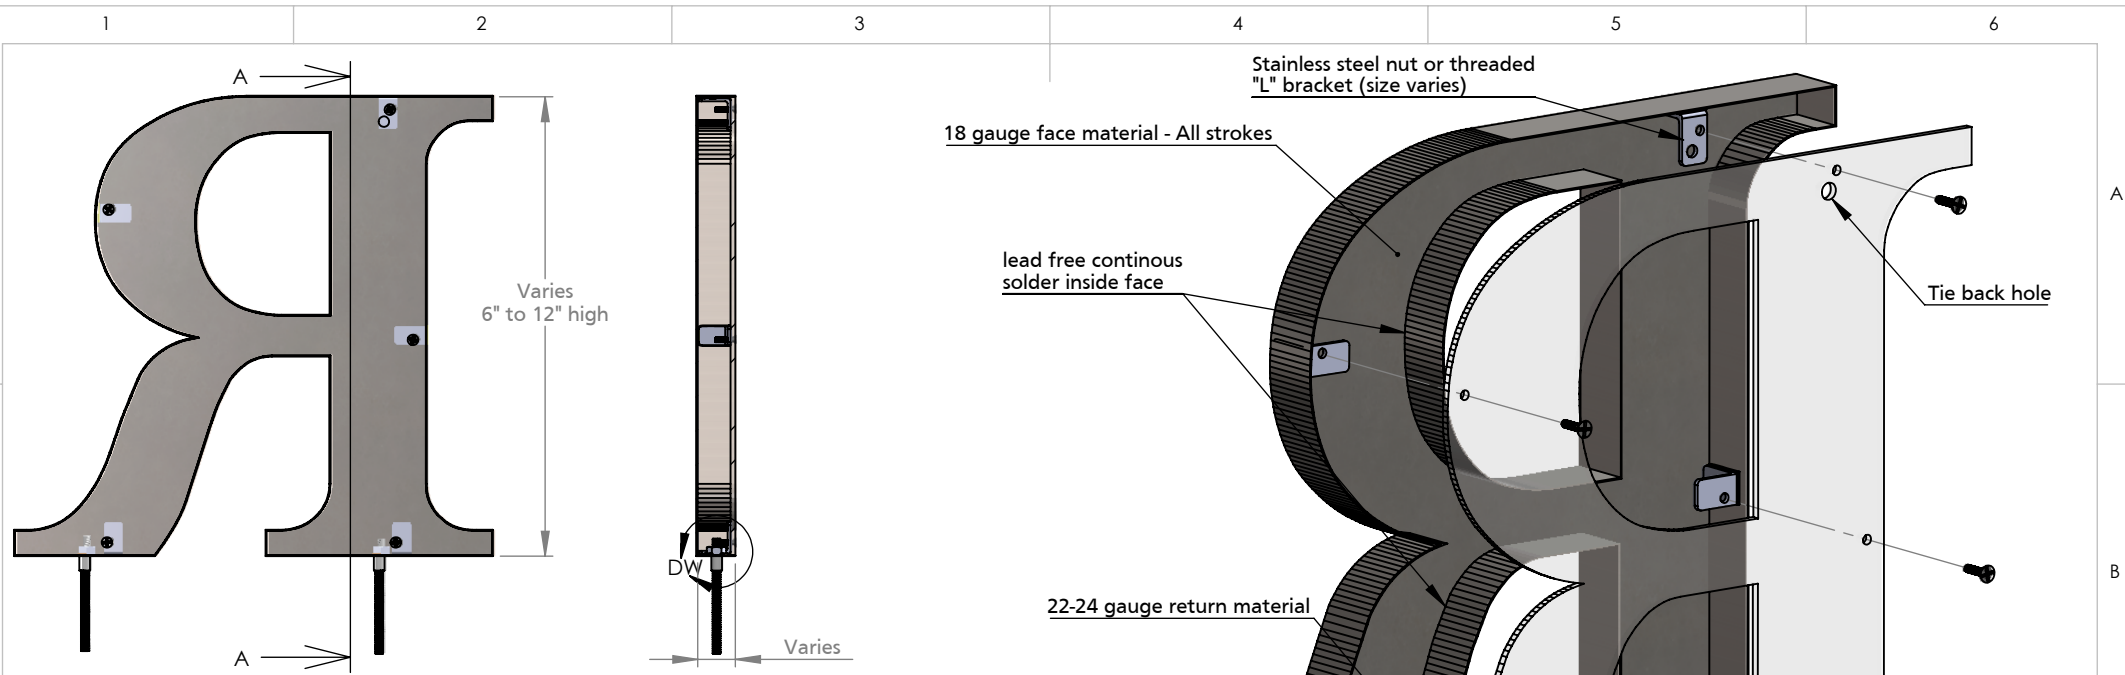 1 2 3 4 5 6
A
Stainless steel nut or threaded
"L" bracket (size varies)
18 gauge face material - All strokes
A
lead free continous
solder inside face
Tie back hole
Varies
6" to 12" high
DW
B
22-24 gauge return material
Varies
A